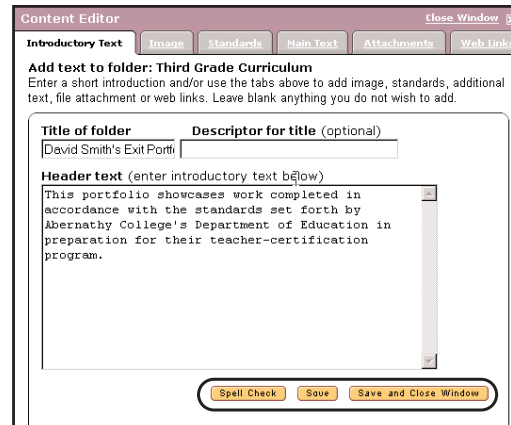 Content Editor Close Window
Introductory Text Image Standards Main Text Attachments Web Link
Add text to folder: Third Grade Curriculum
Enter a short introduction and/or use the tabs above to add image, standards, additional
text, file attachment or web links. Leave blank anything you do not wish to add.
Title of folder Descriptor for title (optional)
David Smith's Exit Portf
Header text (enter introductory text below)
This portfolio showcases work completed in
accordance with the standards set forth by
Abernathy College's Department of Education in
preparation for their teacher-certification
program.
Spell Check Save Save and Close Window